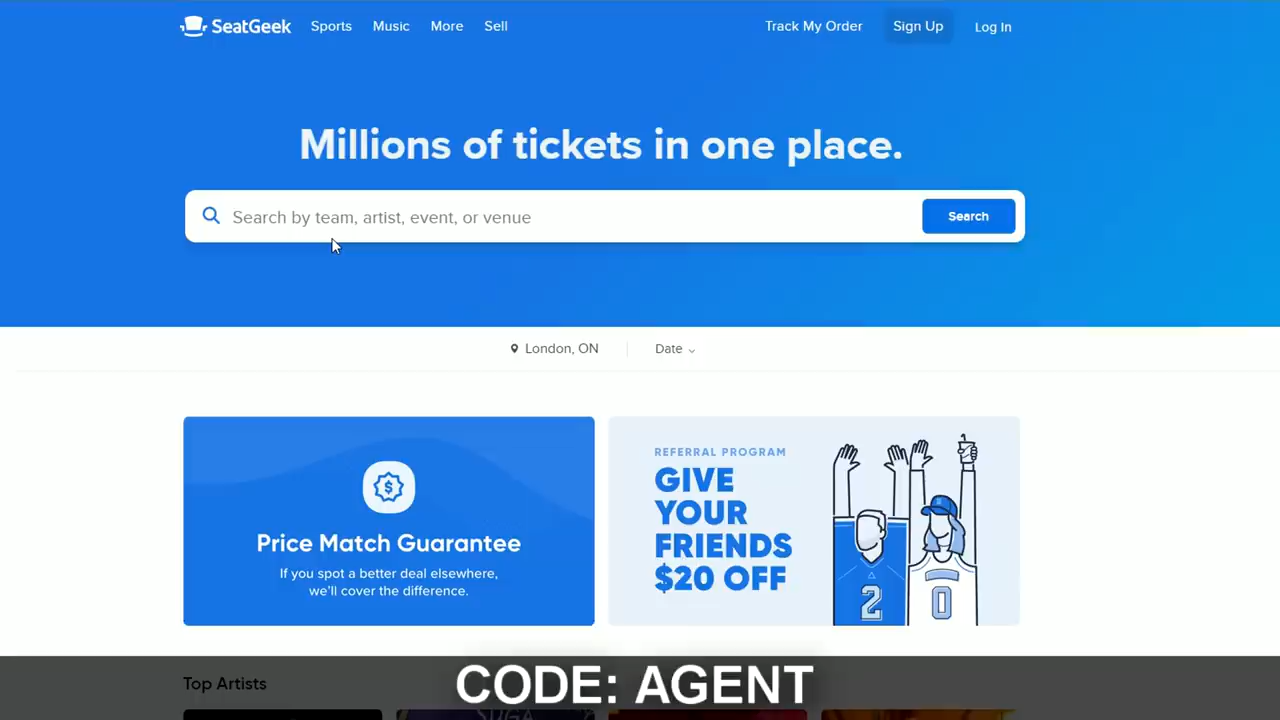 SeatGeek Sports Music More Sell Track My Order Sign Up Log In
Millions of tickets in one place.
Search by team, artist, event, or venue Search
London, ON Date
$
Price Match Guarantee
If you spot a better deal elsewhere,
we'll cover the difference.
REFERRAL PROGRAM
GIVE
YOUR
FRIENDS
$20 OFF
2 0
Top Artists
CODE: AGENT
SUGA